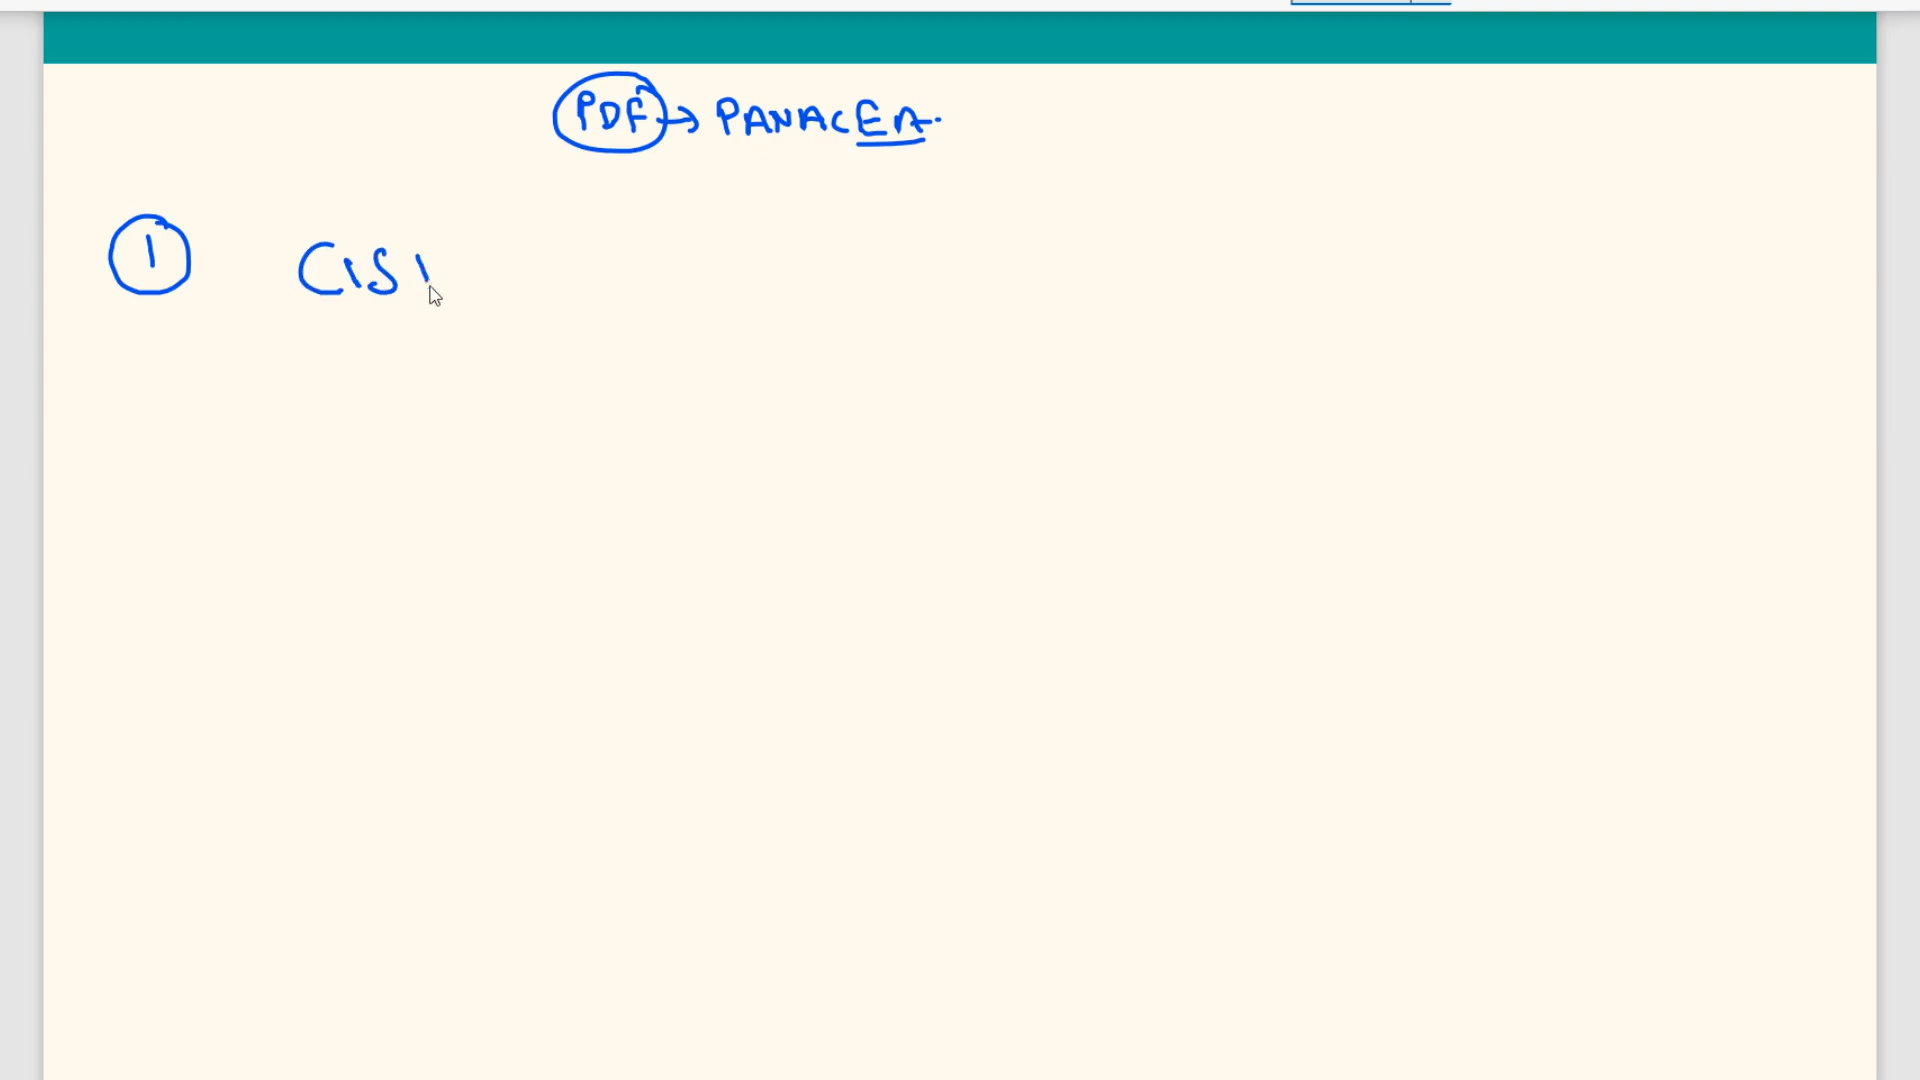 PDF → PANACEA.
1 CIS